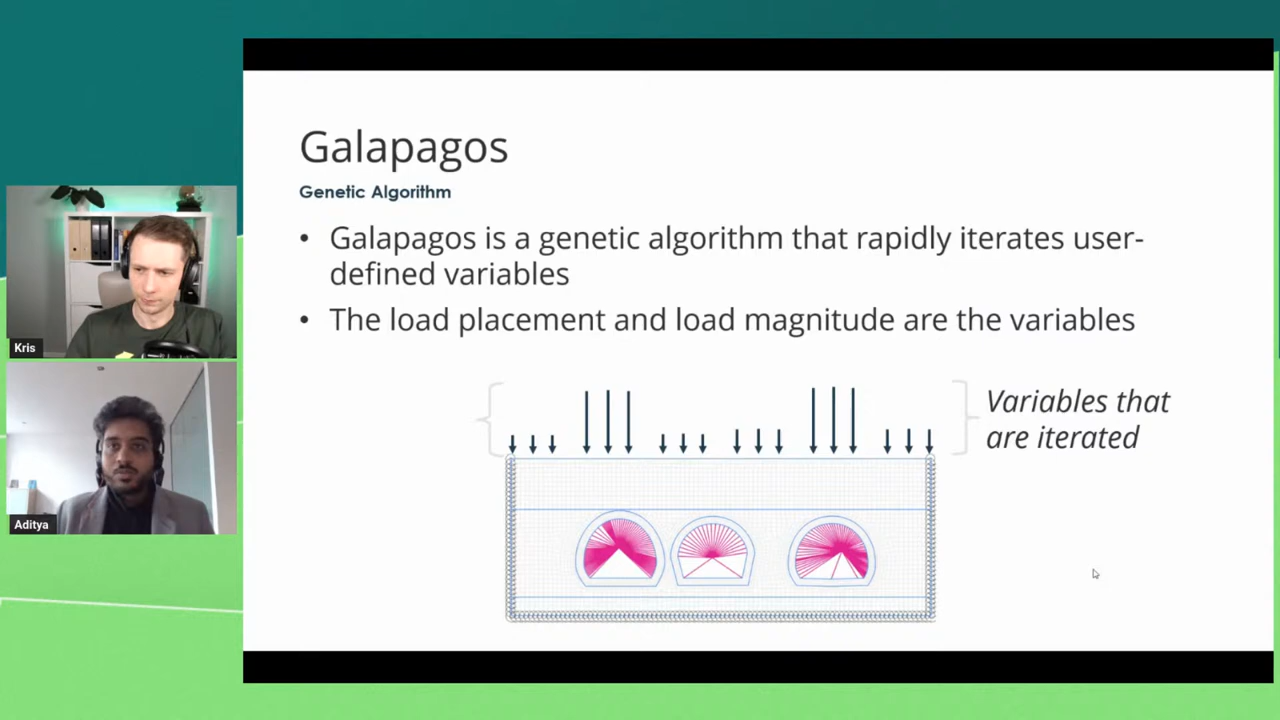 Galapagos
Genetic Algorithm
• Galapagos is a genetic algorithm that rapidly iterates user-
defined variables
• The load placement and load magnitude are the variables
Variables that
are iterated
Kris
Aditya